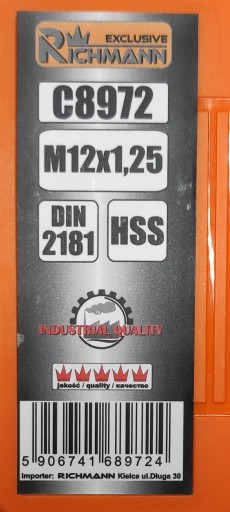 EXCLUSIVE
RICHMANN
C8972
M12x1,25
DIN
2181
HSS
INDUSTRIAL QUALITY
jakość / quality / качество
5 906741 689724
Importer: RICHMANN Kielce ul.Długa 30